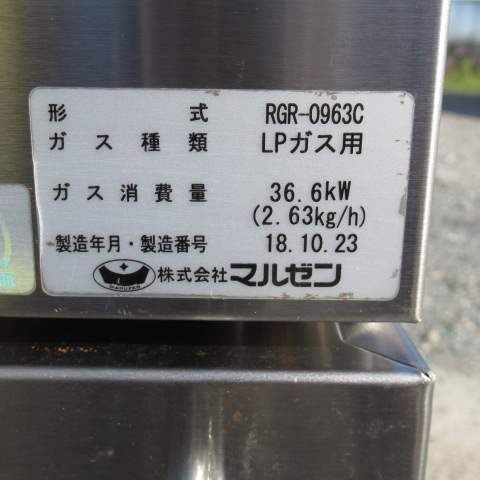 形式 RGR-0963C
ガス種類 LPガス用
ガス消費量 36.6kW
(2.63kg/h)
製造年月・製造番号 18.10.23
MARUZEN 株式会社マルゼン